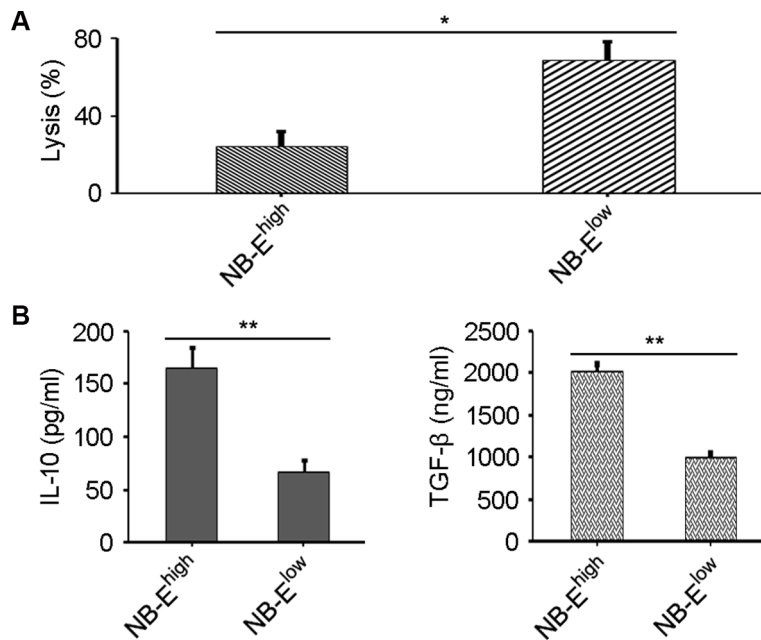 A
*
80
40
0
Lysis (%)
NB-E^high
NB-E^low
B
**
200
150
100
50
0
IL-10 (pg/ml)
NB-E^high
NB-E^low
**
2500
2000
1500
1000
500
0
TGF-β (ng/ml)
NB-E^high
NB-E^low